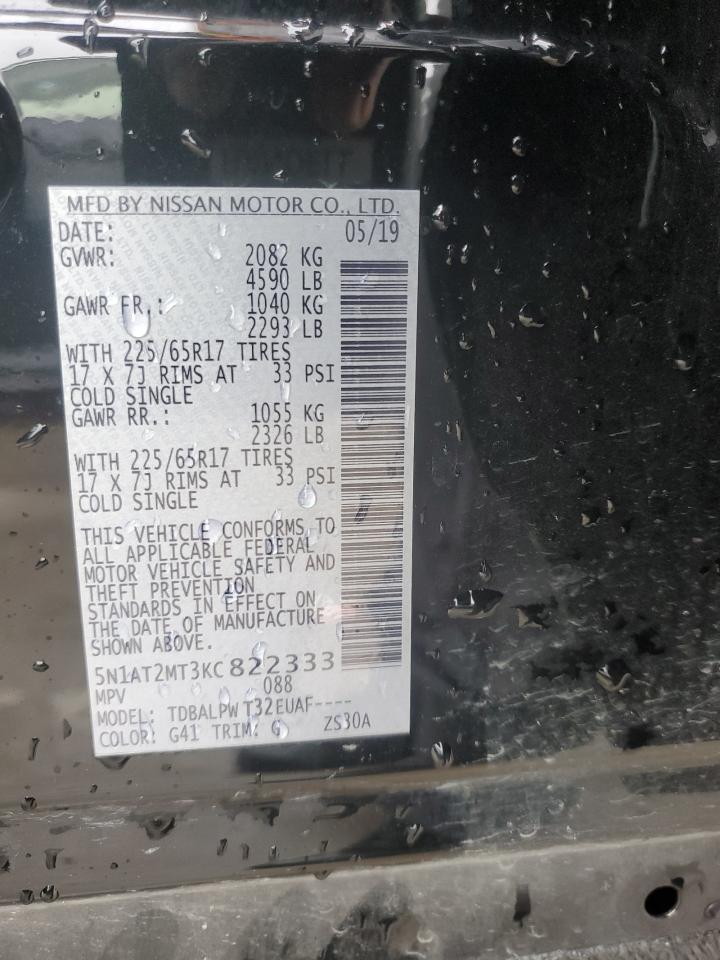 MFD BY NISSAN MOTOR CO., LTD.
DATE: 05/19
GVWR: 2082 KG
4590 LB
GAWR FR.: 1040 KG
2293 LB
WITH 225/65R17 TIRES
17 X 7J RIMS AT 33 PSI
COLD SINGLE
GAWR RR.: 1055 KG
2326 LB
WITH 225/65R17 TIRES
17 X 7J RIMS AT 33 PSI
COLD SINGLE
THIS VEHICLE CONFORMS TO
ALL APPLICABLE FEDERAL
MOTOR VEHICLE SAFETY AND
THEFT PREVENTION
STANDARDS IN EFFECT ON
THE DATE OF MANUFACTURE
SHOWN ABOVE.
5N1AT2MT3KC822333
MPV 088
MODEL: TDBALPWT32EUAF----
COLOR: G41 TRIM: G ZS30A